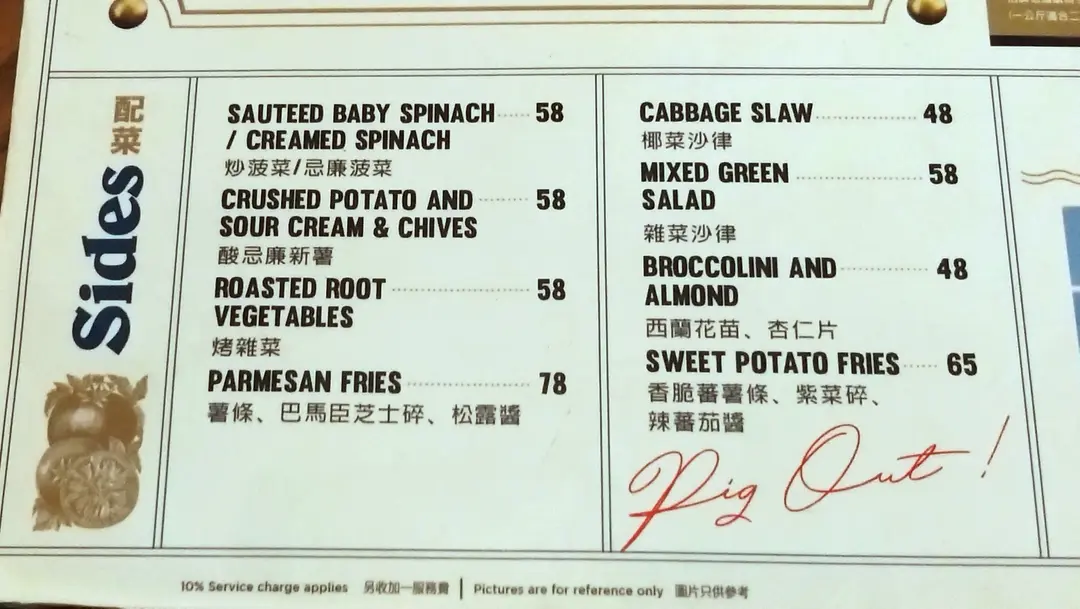 配菜
Sides
SAUTEED BABY SPINACH 58
/ CREAMED SPINACH
炒菠菜/忌廉菠菜
CRUSHED POTATO AND 58
SOUR CREAM & CHIVES
酸忌廉新薯
ROASTED ROOT 58
VEGETABLES
烤雜菜
PARMESAN FRIES 78
薯條、巴馬臣芝士碎、松露醬
CABBAGE SLAW 48
椰菜沙律
MIXED GREEN 58
SALAD
雜菜沙律
BROCCOLINI AND 48
ALMOND
西蘭花苗、杏仁片
SWEET POTATO FRIES 65
香脆蕃薯條、紫菜碎、
辣蕃茄醬
Pig Out!
10% Service charge applies 另收加一服務費 | Pictures are for reference only 圖片只供參考